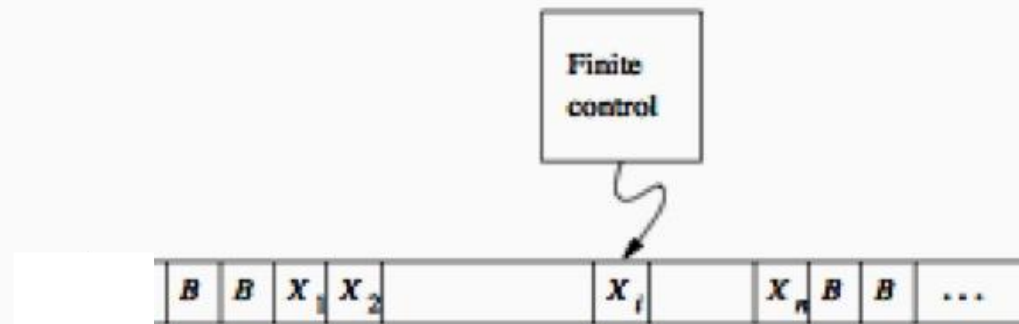 Finite
control
B B X₁ X₂ Xᵢ Xₙ B B ...